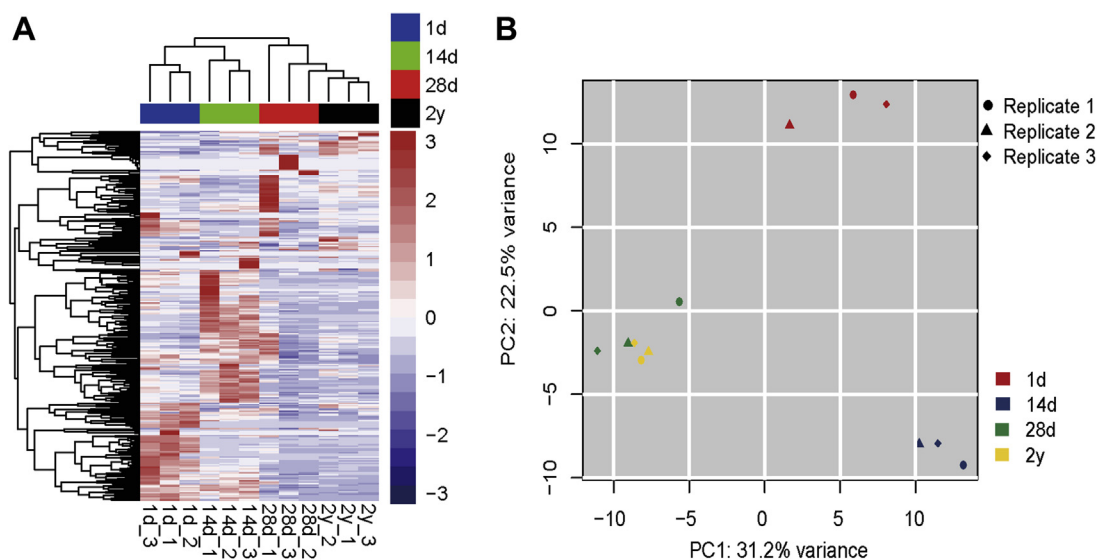 A
1d
14d
28d
2y
3
2
1
0
−1
−2
−3
1d_3
1d_1
1d_2
14d_1
14d_2
14d_3
28d_1
28d_3
28d_2
2y_2
2y_1
2y_3
B
Replicate 1
Replicate 2
Replicate 3
PC2: 22.5% variance
10
5
0
−5
−10
1d
14d
28d
2y
−10
−5
0
5
10
PC1: 31.2% variance